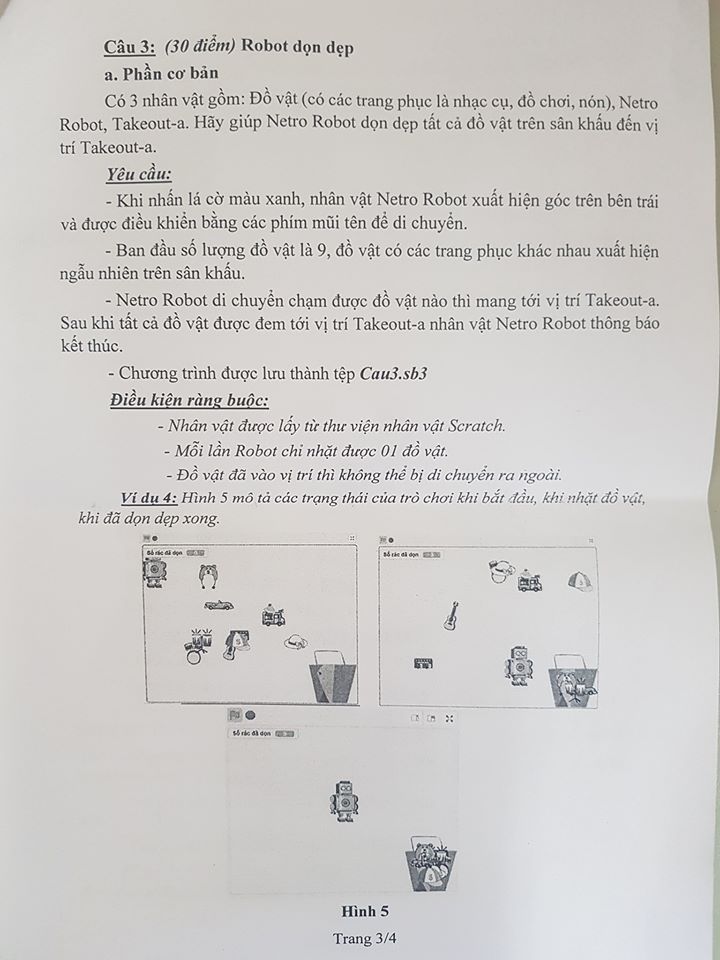 Câu 3: (30 điểm) Robot dọn dẹp
a. Phần cơ bản
Có 3 nhân vật gồm: Đồ vật (có các trang phục là nhạc cụ, đồ chơi, nón), Netro
Robot, Takeout-a. Hãy giúp Netro Robot dọn dẹp tất cả đồ vật trên sân khấu đến vị
trí Takeout-a.
Yêu cầu:
- Khi nhấn lá cờ màu xanh, nhân vật Netro Robot xuất hiện góc trên bên trái
và được điều khiển bằng các phím mũi tên để di chuyển.
- Ban đầu số lượng đồ vật là 9, đồ vật có các trang phục khác nhau xuất hiện
ngẫu nhiên trên sân khấu.
- Netro Robot di chuyển chạm được đồ vật nào thì mang tới vị trí Takeout-a.
Sau khi tất cả đồ vật được đem tới vị trí Takeout-a nhân vật Netro Robot thông báo
kết thúc.
- Chương trình được lưu thành tệp Cau3.sb3
Điều kiện ràng buộc:
- Nhân vật được lấy từ thư viện nhân vật Scratch.
- Mỗi lần Robot chỉ nhặt được 01 đồ vật.
- Đồ vật đã vào vị trí thì không thể bị di chuyển ra ngoài.
Ví dụ 4: Hình 5 mô tả các trạng thái của trò chơi khi bắt đầu, khi nhặt đồ vật,
khi đã dọn dẹp xong.
Số rác đã dọn
Số rác đã dọn
Số rác đã dọn
Hình 5
Trang 3/4